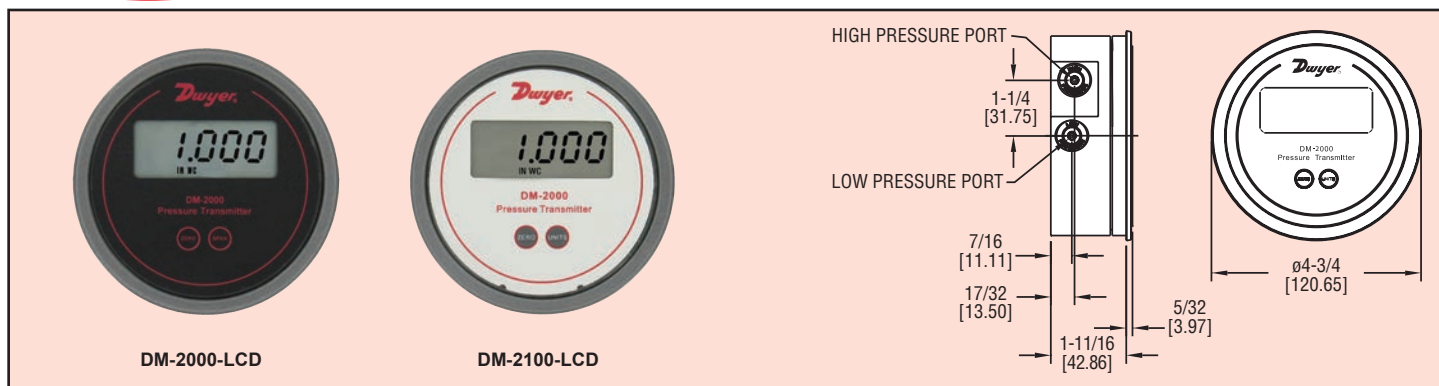 Dwyer®
1.000
IN WC
DM-2000
Pressure Transmitter
ZERO
SPAN
DM-2000-LCD
Dwyer®
1.000
IN WC
DM-2000
Pressure Transmitter
ZERO
UNITS
DM-2100-LCD
HIGH PRESSURE PORT
1-1/4
[31.75]
LOW PRESSURE PORT
7/16
[11.11]
17/32
[13.50]
1-11/16
[42.86]
5/32
[3.97]
Dwyer®
DM-2000
Pressure Transmitter
ZERO
UNITS
ø4-3/4
[120.65]